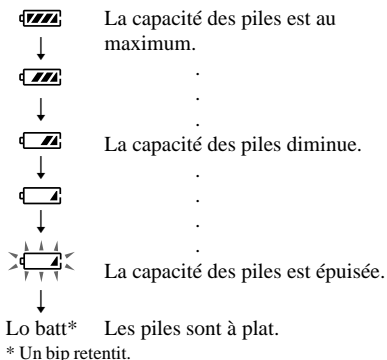 La capacité des piles est au
maximum.
.
.
.
La capacité des piles diminue.
.
.
.
.
La capacité des piles est épuisée.
Lo batt* Les piles sont à plat.
* Un bip retentit.